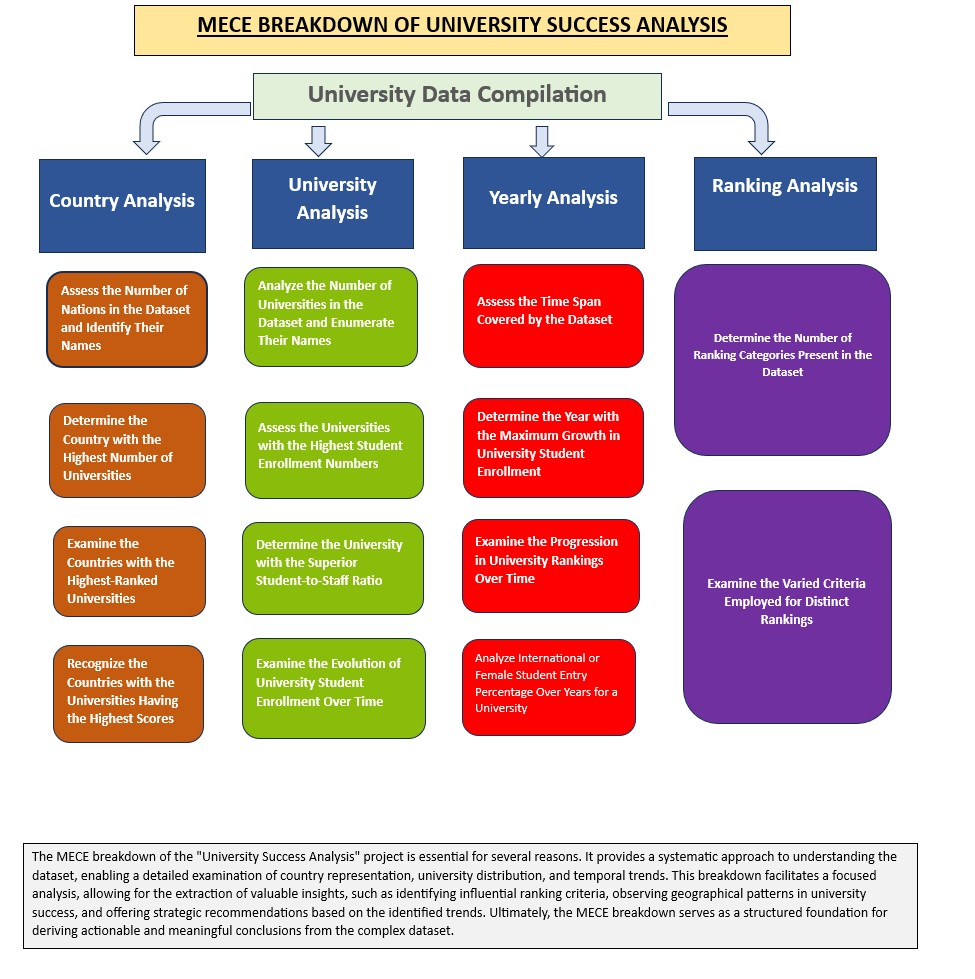 MECE BREAKDOWN OF UNIVERSITY SUCCESS ANALYSIS
University Data Compilation
Country Analysis
University
Analysis
Yearly Analysis
Ranking Analysis
Assess the Number of
Nations in the Dataset
and Identify Their
Names
Determine the
Country with the
Highest Number of
Universities
Examine the
Countries with the
Highest-Ranked
Universities
Recognize the
Countries with the
Universities Having
the Highest Scores
Analyze the Number of
Universities in the
Dataset and Enumerate
Their Names
Assess the Universities
with the Highest Student
Enrollment Numbers
Determine the University
with the Superior
Student-to-Staff Ratio
Examine the Evolution of
University Student
Enrollment Over Time
Assess the Time Span
Covered by the Dataset
Determine the Year with
the Maximum Growth in
University Student
Enrollment
Examine the Progression
in University Rankings
Over Time
Analyze International or
Female Student Entry
Percentage Over Years for a
University
Determine the Number of
Ranking Categories Present in the
Dataset
Examine the Varied Criteria
Employed for Distinct
Rankings
The MECE breakdown of the "University Success Analysis" project is essential for several reasons. It provides a systematic approach to understanding the
dataset, enabling a detailed examination of country representation, university distribution, and temporal trends. This breakdown facilitates a focused
analysis, allowing for the extraction of valuable insights, such as identifying influential ranking criteria, observing geographical patterns in university
success, and offering strategic recommendations based on the identified trends. Ultimately, the MECE breakdown serves as a structured foundation for
deriving actionable and meaningful conclusions from the complex dataset.